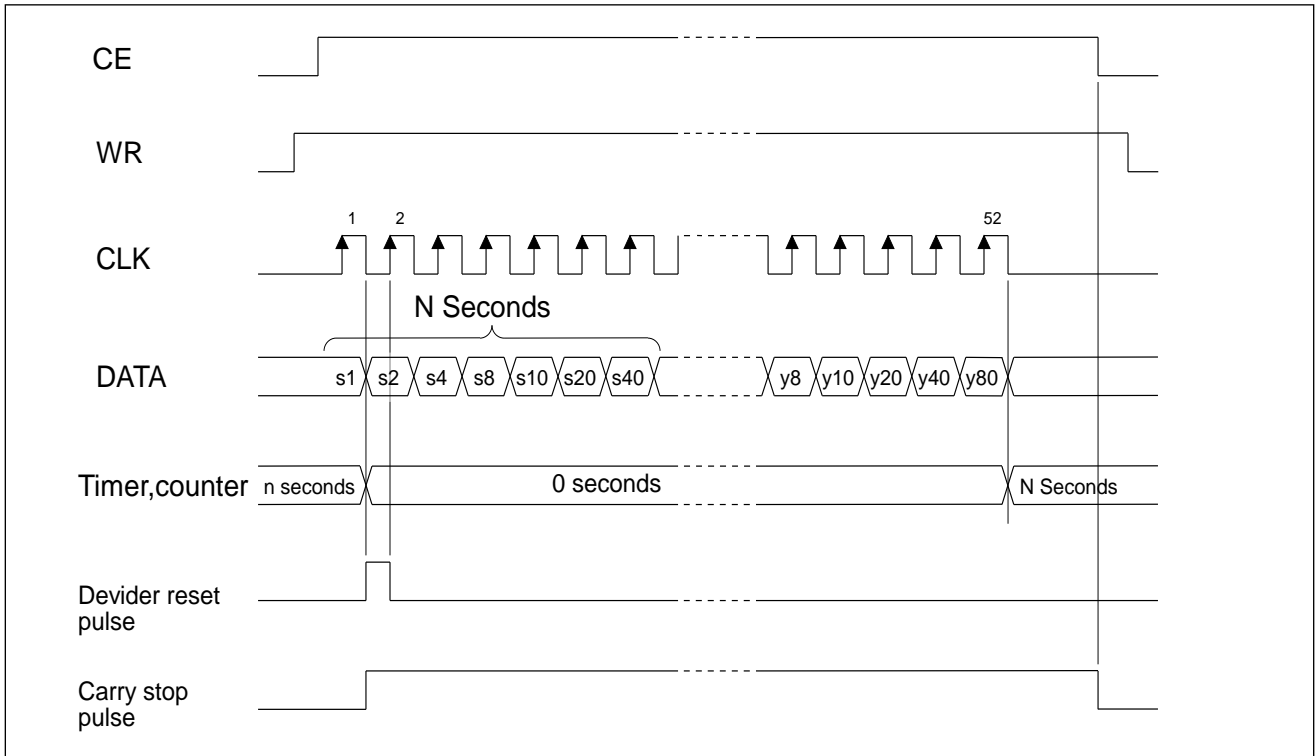 CE
WR
1 2 52
CLK
N Seconds
DATA s1 s2 s4 s8 s10 s20 s40 y8 y10 y20 y40 y80
Timer,counter n seconds 0 seconds N Seconds
Devider reset
pulse
Carry stop
pulse